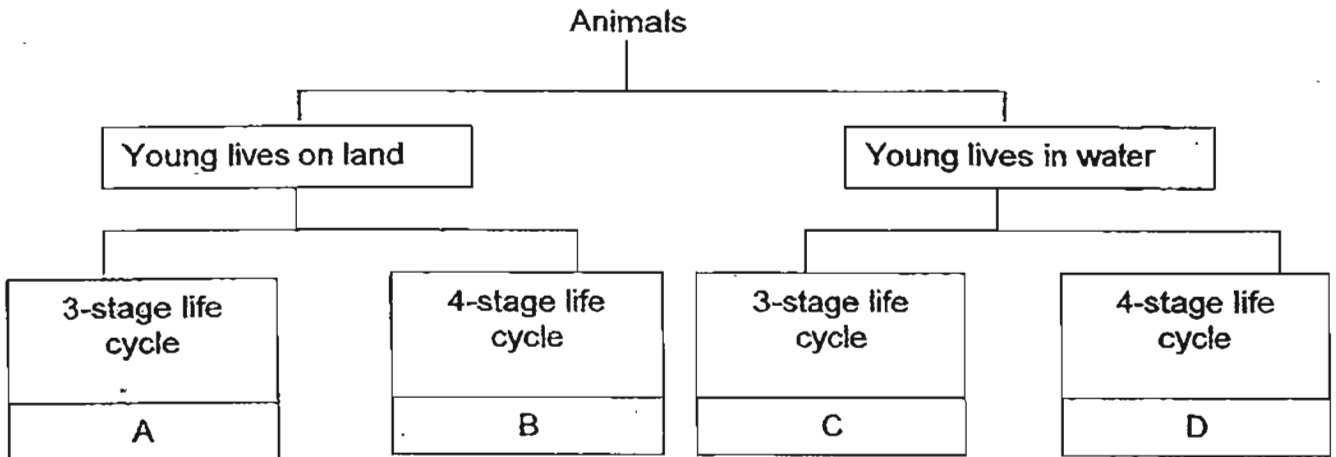 Animals
Young lives on land
Young lives in water
3-stage life
cycle
4-stage life
cycle
3-stage life
cycle
4-stage life
cycle
A
B
C
D